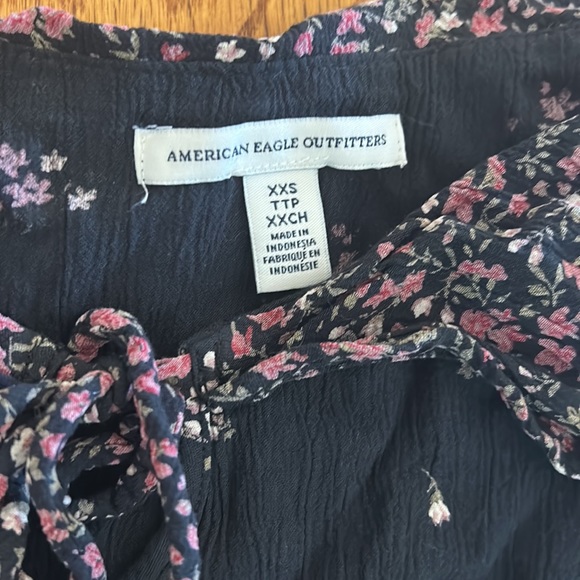 AMERICAN EAGLE OUTFITTERS
XXS
TTP
XXCH
MADE IN
INDONESIA
FABRIQUÉ EN
INDONÉSIE